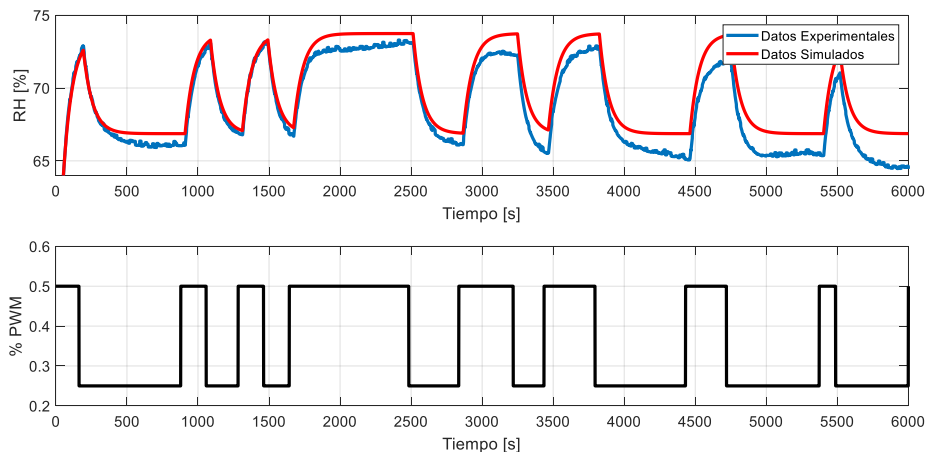 75
70
65
RH [%]
Datos Experimentales
Datos Simulados
0 500 1000 1500 2000 2500 3000 3500 4000 4500 5000 5500 6000
Tiempo [s]
0.6
0.5
0.4
0.3
0.2
% PWM
0 500 1000 1500 2000 2500 3000 3500 4000 4500 5000 5500 6000
Tiempo [s]